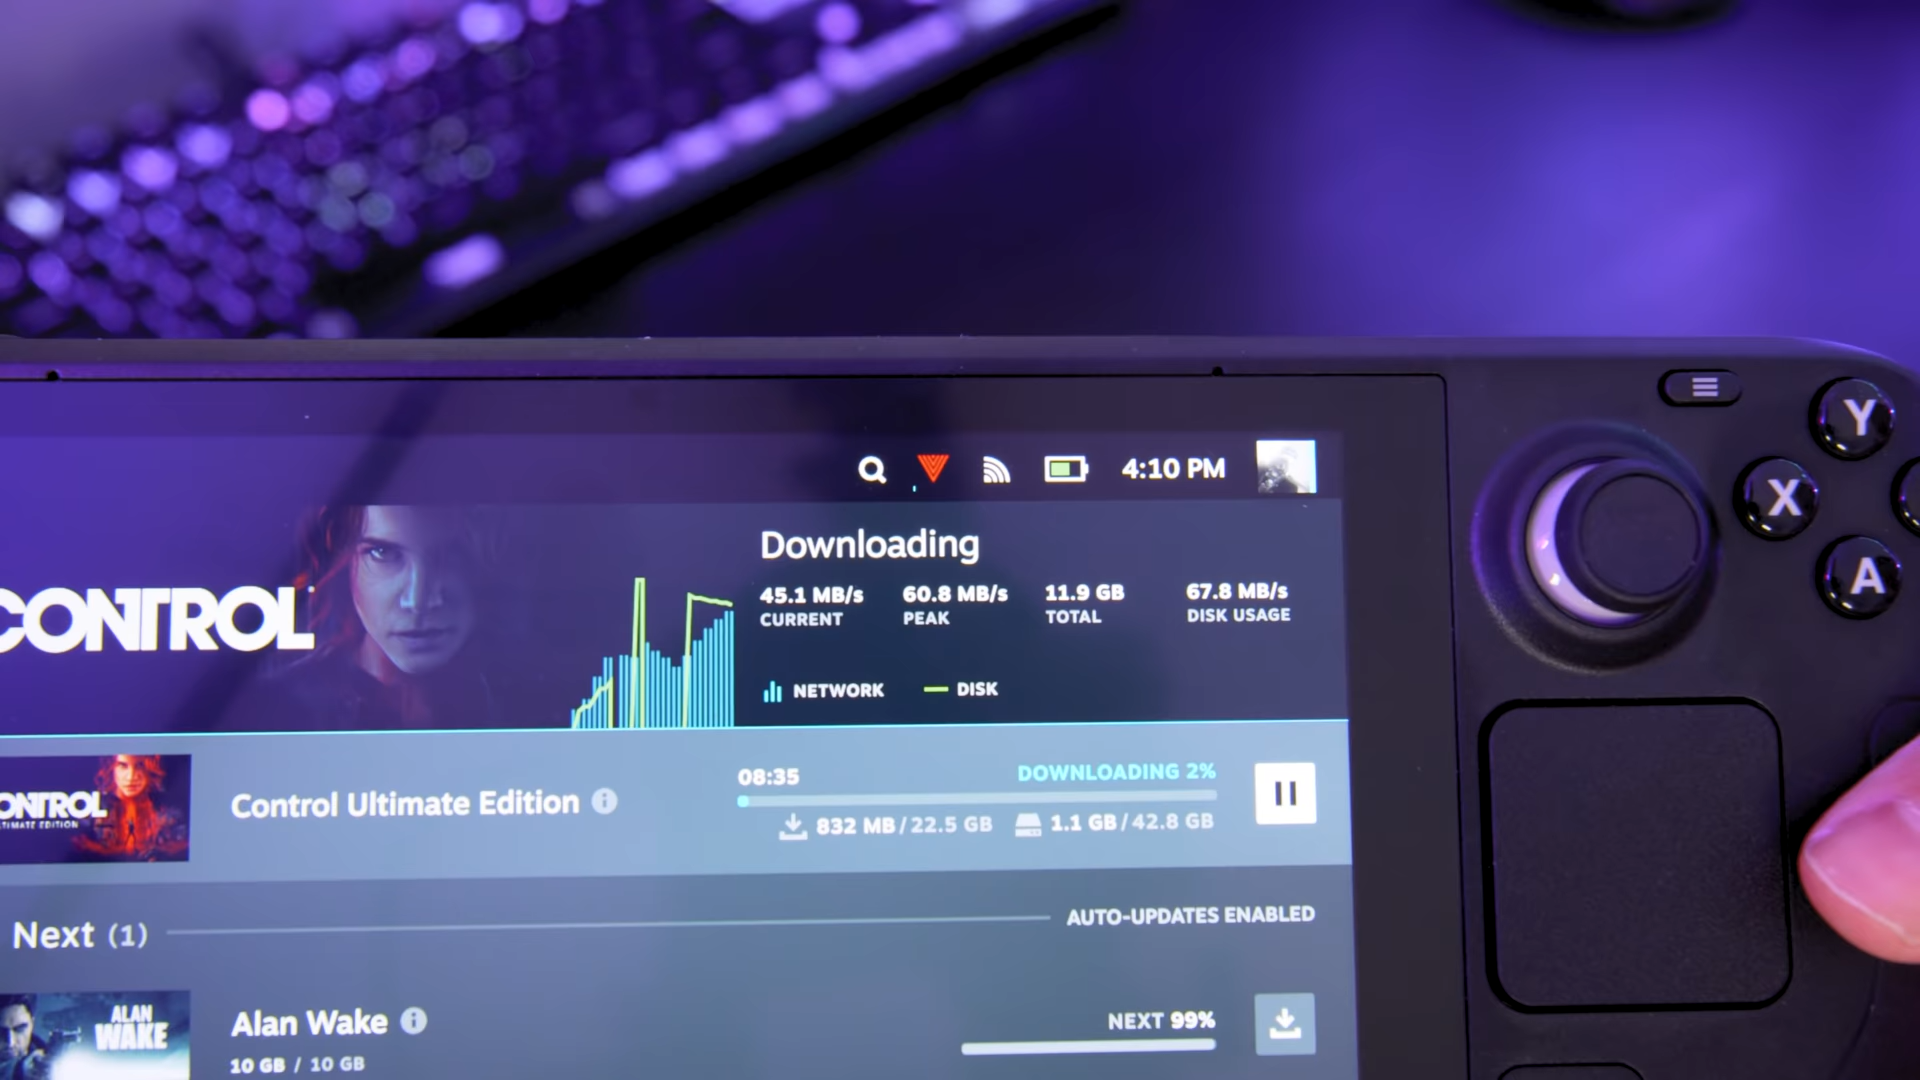 4:10 PM
CONTROL
Downloading
45.1 MB/s 60.8 MB/s 11.9 GB 67.8 MB/s
CURRENT PEAK TOTAL DISK USAGE
NETWORK DISK
CONTROL
ULTIMATE EDITION
Control Ultimate Edition
08:35 DOWNLOADING 2%
832 MB / 22.5 GB 1.1 GB / 42.8 GB
Next (1) AUTO-UPDATES ENABLED
ALAN
WAKE
Alan Wake
NEXT 99%
10 GB / 10 GB
Y
X
A